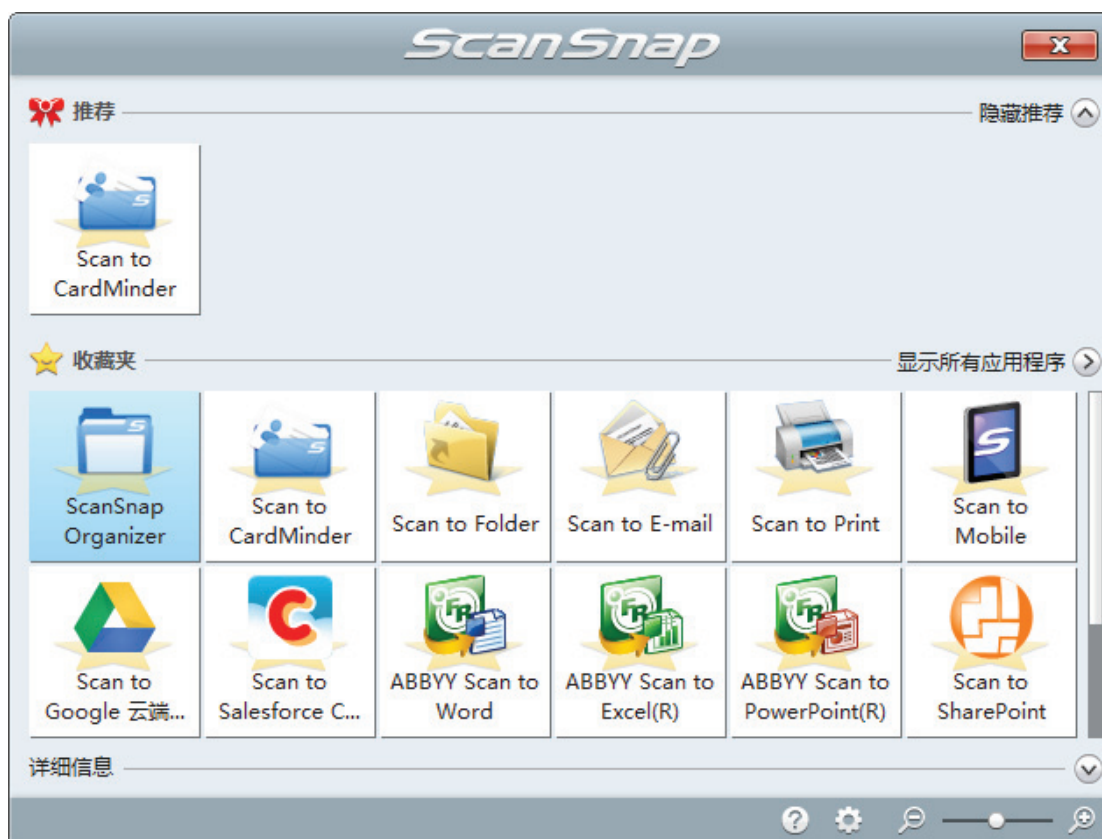 ScanSnap
推荐
隐藏推荐
Scan to
CardMinder
收藏夹
显示所有应用程序
ScanSnap
Organizer
Scan to
CardMinder
Scan to Folder
Scan to E-mail
Scan to Print
Scan to
Mobile
Scan to
Google 云端...
Scan to
Salesforce C...
ABBYY Scan to
Word
ABBYY Scan to
Excel(R)
ABBYY Scan to
PowerPoint(R)
Scan to
SharePoint
详细信息